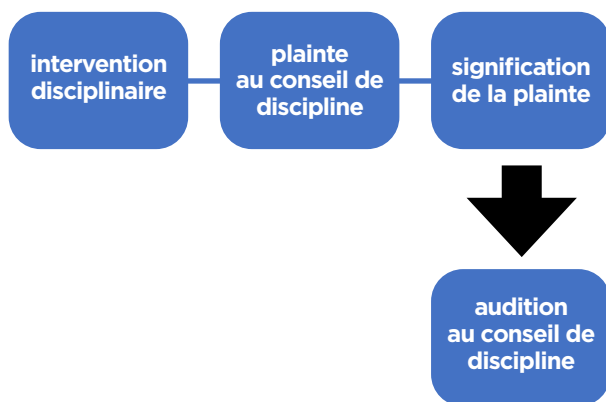 intervention
disciplinaire
plainte
au conseil de
discipline
signification
de la plainte
audition
au conseil de
discipline